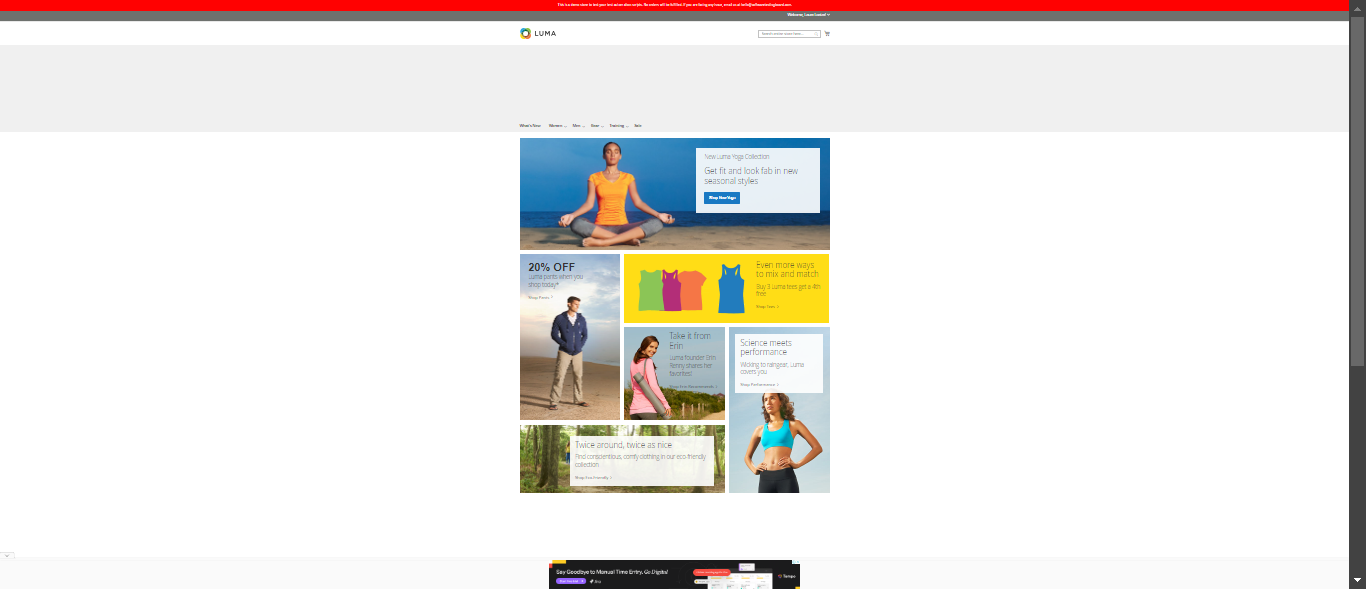 This is a demo store to test your test automation scripts. No orders will be fulfilled. If you are facing any issue, email us at hello@softwaretestingboard.com.
LUMA
Search entire store here...
What's New
Women
Men
Gear
Training
Sale
New Luma Yoga Collection
Get fit and look fab in new
seasonal styles
Shop New Yoga
20% OFF
Luma pants when you
shop today*
Shop Pants
Even more ways
to mix and match
Buy 3 Luma tees get a 4th
free
Shop Tees
Take it from
Erin
Luma founder Erin
Renny shares her
favorites!
Shop Erin Recommends
Science meets
performance
Wicking to raingear, Luma
covers you
Shop Performance
Twice around, twice as nice
Find conscientious, comfy clothing in our eco-friendly
collection
Shop Eco-Friendly
Say Goodbye to Manual Time Entry, Go Digital
Tempo